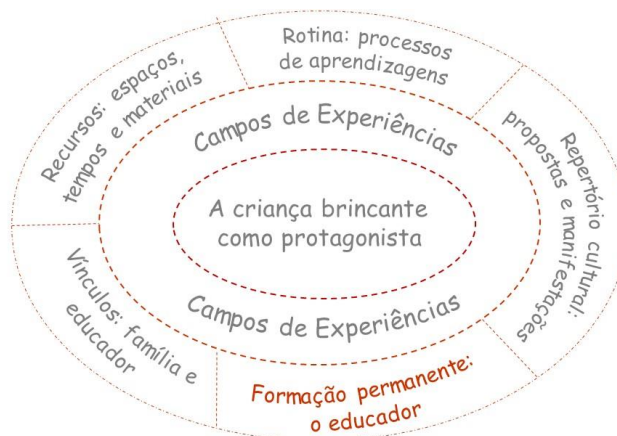 Rotina: processos
de aprendizagens
Recursos: espaços,
tempos e materiais
Repertório cultural:
propostas e manifestações
Campos de Experiências
A criança brincante
como protagonista
Campos de Experiências
Vínculos: família e
educador
Formação permanente:
o educador